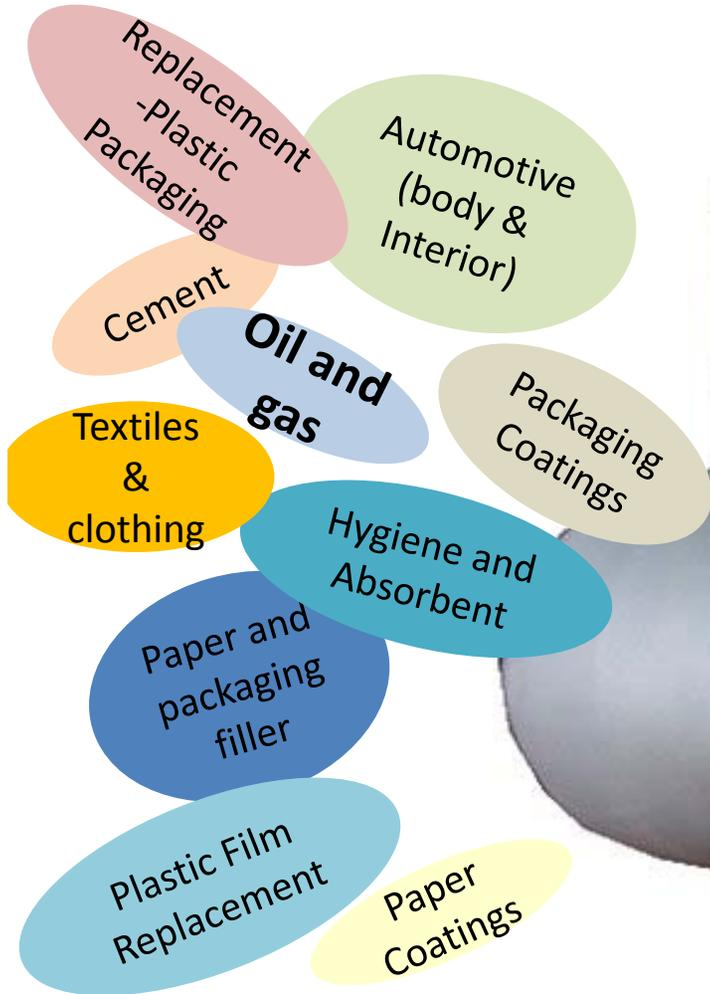 Replacement
-Plastic
Packaging
Automotive
(body &
Interior)
Cement
Oil and
gas
Packaging
Coatings
Textiles
&
clothing
Hygiene and
Absorbent
Paper and
packaging
filler
Plastic Film
Replacement
Paper
Coatings